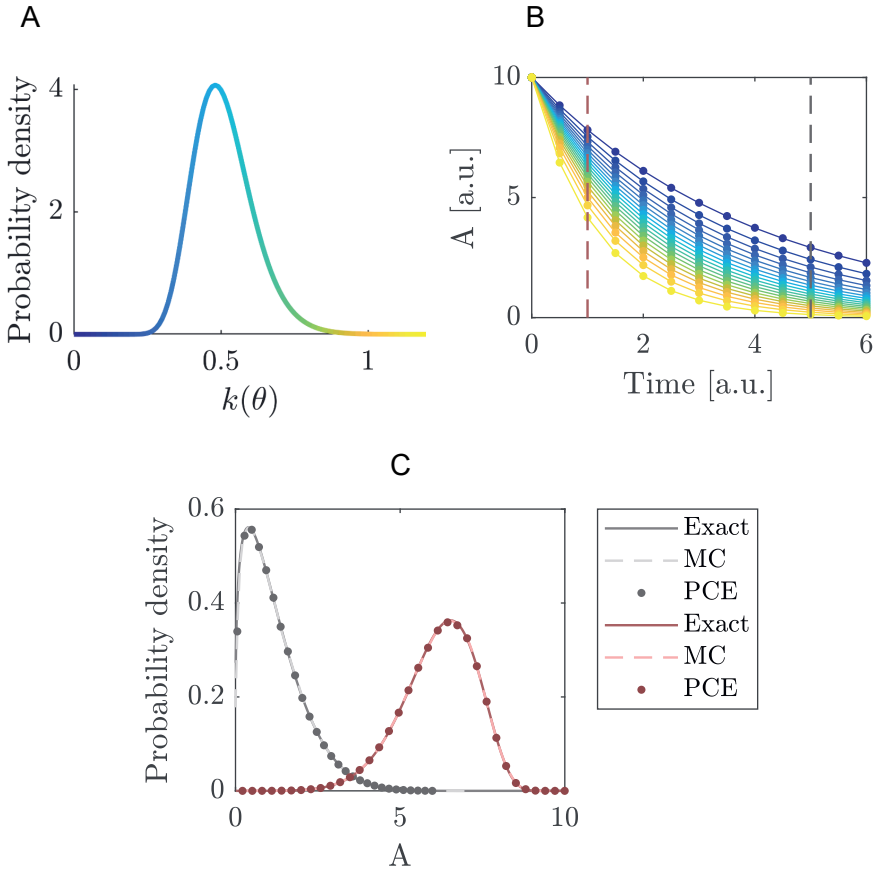 A
Probability density
4
2
0
0
0.5
1
k(θ)
B
A [a.u.]
10
5
0
0
2
4
6
Time [a.u.]
C
Probability density
0.6
0.4
0.2
0
0
5
10
A
Exact
MC
PCE
Exact
MC
PCE